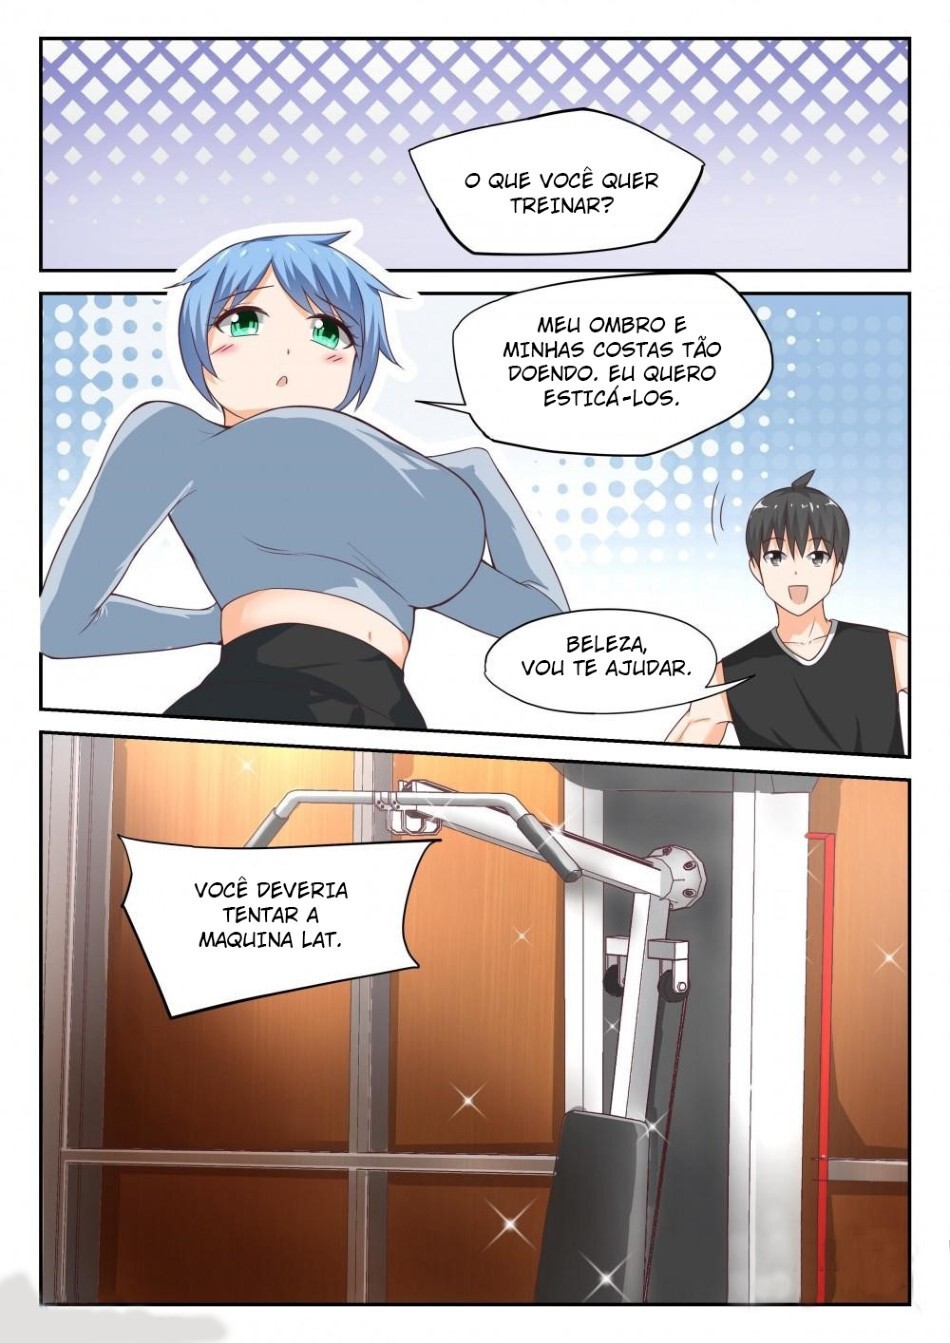 O QUE VOCÊ QUER
TREINAR?
MEU OMBRO E
MINHAS COSTAS TÃO
DOENDO. EU QUERO
ESTICÁ-LOS.
BELEZA,
VOU TE AJUDAR.
VOCÊ DEVERIA
TENTAR A
MAQUINA LAT.